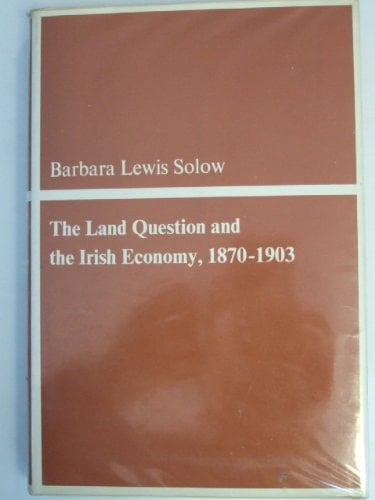 Barbara Lewis Solow
The Land Question and
the Irish Economy, 1870-1903